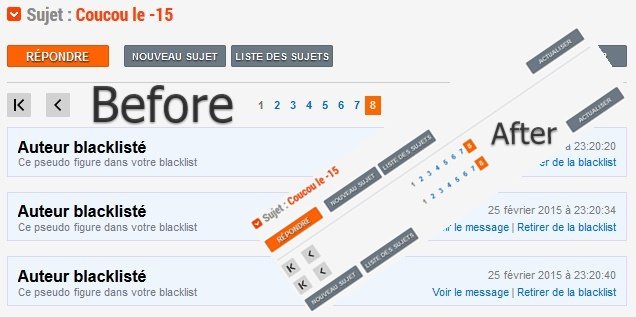 Sujet : Coucou le -15
RÉPONDRE NOUVEAU SUJET LISTE DES SUJETS
Before 1 2 3 4 5 6 7 8
Auteur blacklisté
Ce pseudo figure dans votre blacklist
à 23:20:20
de la blacklist
Auteur blacklisté
Ce pseudo figure dans votre blacklist
25 février 2015 à 23:20:34
le message | Retirer de la blacklist
Auteur blacklisté
Ce pseudo figure dans votre blacklist
25 février 2015 à 23:20:40
Voir le message | Retirer de la blacklist
After
ACTUALISER
Sujet : Coucou le -15
RÉPONDRE NOUVEAU SUJET LISTE DES SUJETS
1 2 3 4 5 6 7 8
1 2 3 4 5 6 7 8
NOUVEAU SUJET LISTE DES SUJETS
ACTUALISER